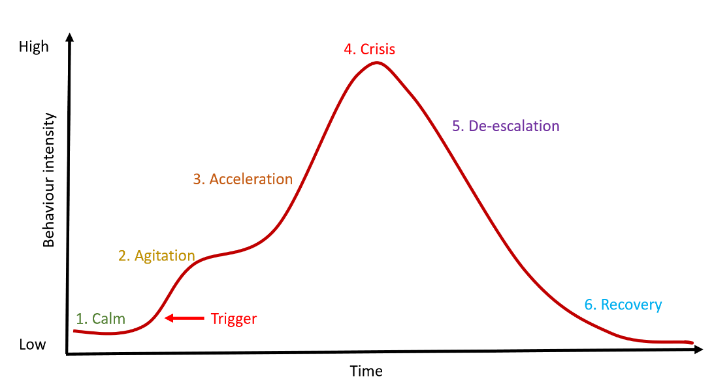 High
4. Crisis
5. De-escalation
3. Acceleration
Behaviour intensity
2. Agitation
6. Recovery
1. Calm
Trigger
Low
Time